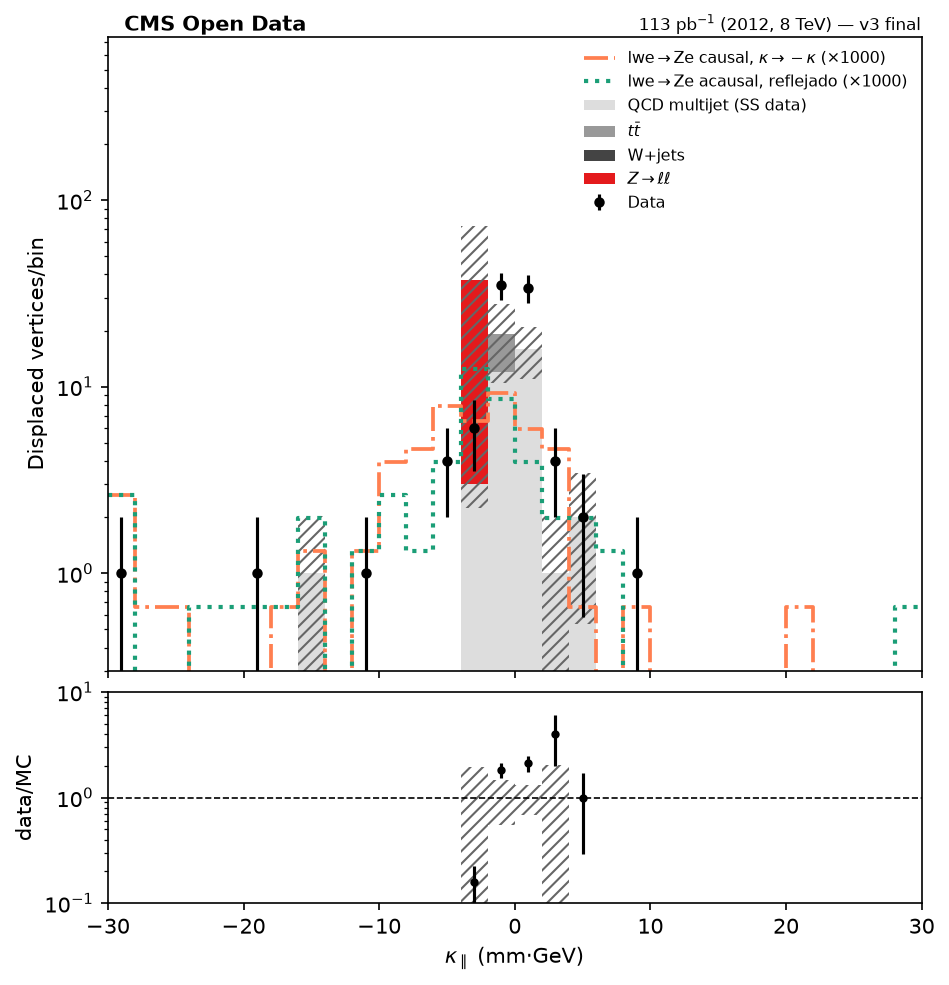 CMS Open Data
113 pb⁻¹ (2012, 8 TeV) — v3 final
lwe→Ze causal, κ→ −κ (×1000)
lwe→Ze acausal, reflejado (×1000)
QCD multijet (SS data)
tt̄
W+jets
Z→ℓℓ
Data
Displaced vertices/bin
10²
10¹
10⁰
data/MC
10¹
10⁰
10⁻¹
−30 −20 −10 0 10 20 30
κ∥ (mm·GeV)